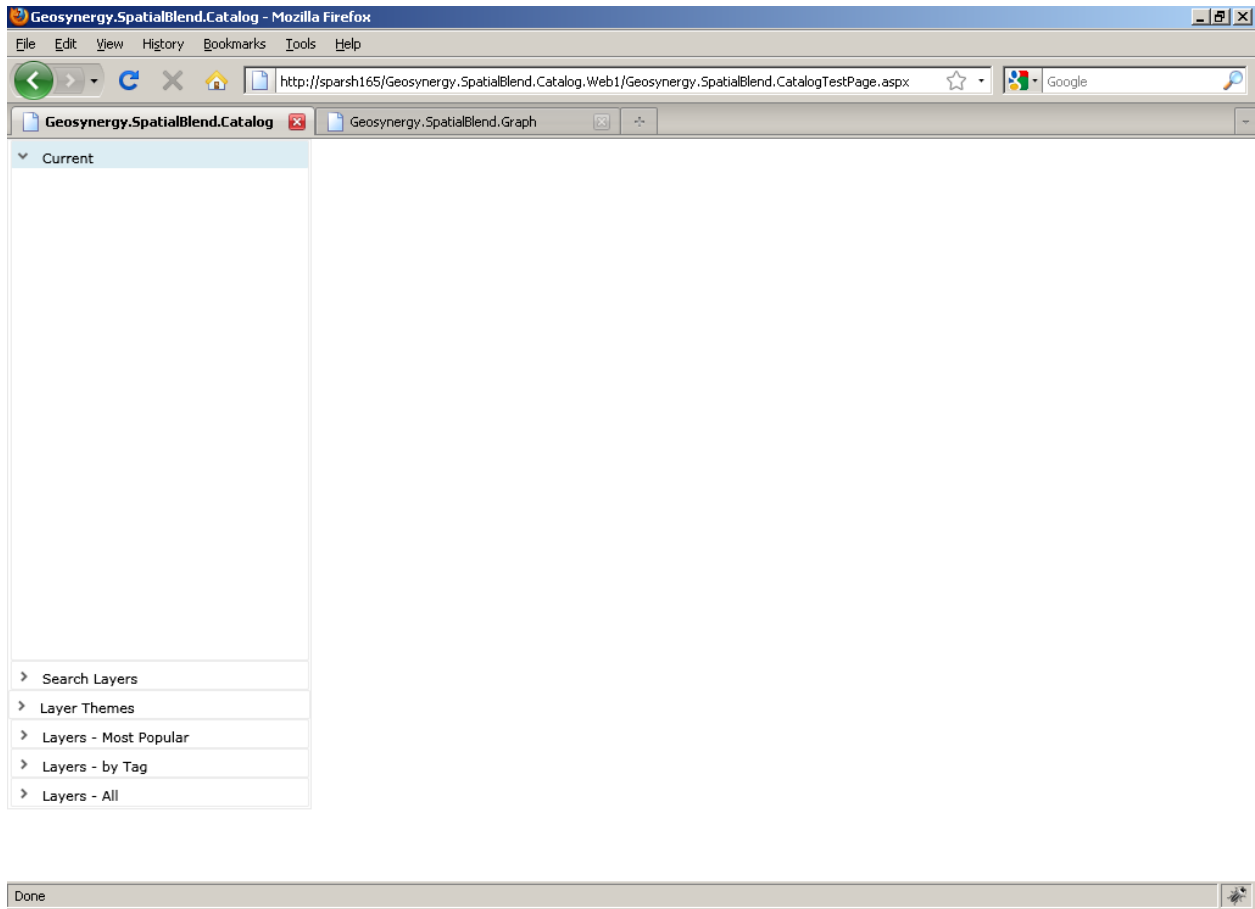 Geosynergy.SpatialBlend.Catalog - Mozilla Firefox
File Edit View History Bookmarks Tools Help
http://sparsh165/Geosynergy.SpatialBlend.Catalog.Web1/Geosynergy.SpatialBlend.CatalogTestPage.aspx Google
Geosynergy.SpatialBlend.Catalog Geosynergy.SpatialBlend.Graph
Current
Search Layers
Layer Themes
Layers - Most Popular
Layers - by Tag
Layers - All
Done